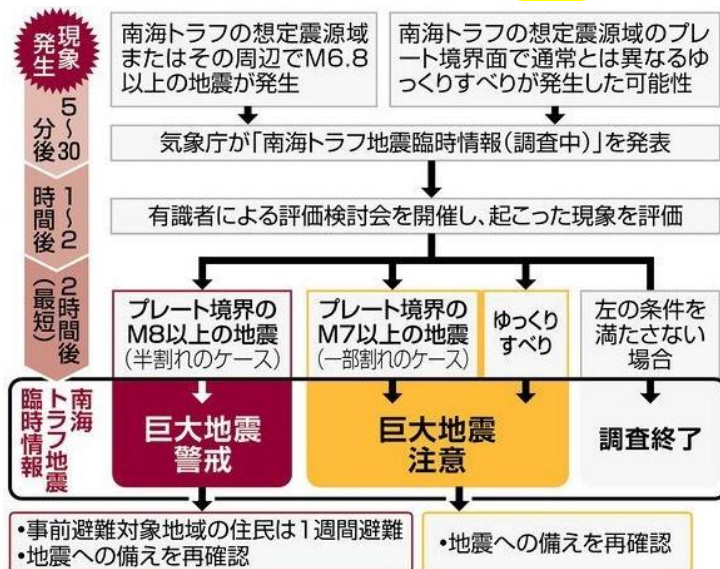 現象
発生
南海トラフの想定震源域
またはその周辺でM6.8
以上の地震が発生
南海トラフの想定震源域のプレ
ート境界面で通常とは異なるゆ
っくりすべりが発生した可能性
5~30
分後
気象庁が「南海トラフ地震臨時情報(調査中)」を発表
1~2
時間後
有識者による評価検討会を開催し、起こった現象を評価
2時間後
(最短)
プレート境界の
M8以上の地震
(半割れのケース)
プレート境界の
M7以上の地震
(一部割れのケース)
ゆっくり
すべり
左の条件を
満たさない
場合
南海
トラフ地震
臨時情報
巨大地震
警戒
巨大地震
注意
調査終了
•事前避難対象地域の住民は1週間避難
•地震への備えを再確認
•地震への備えを再確認